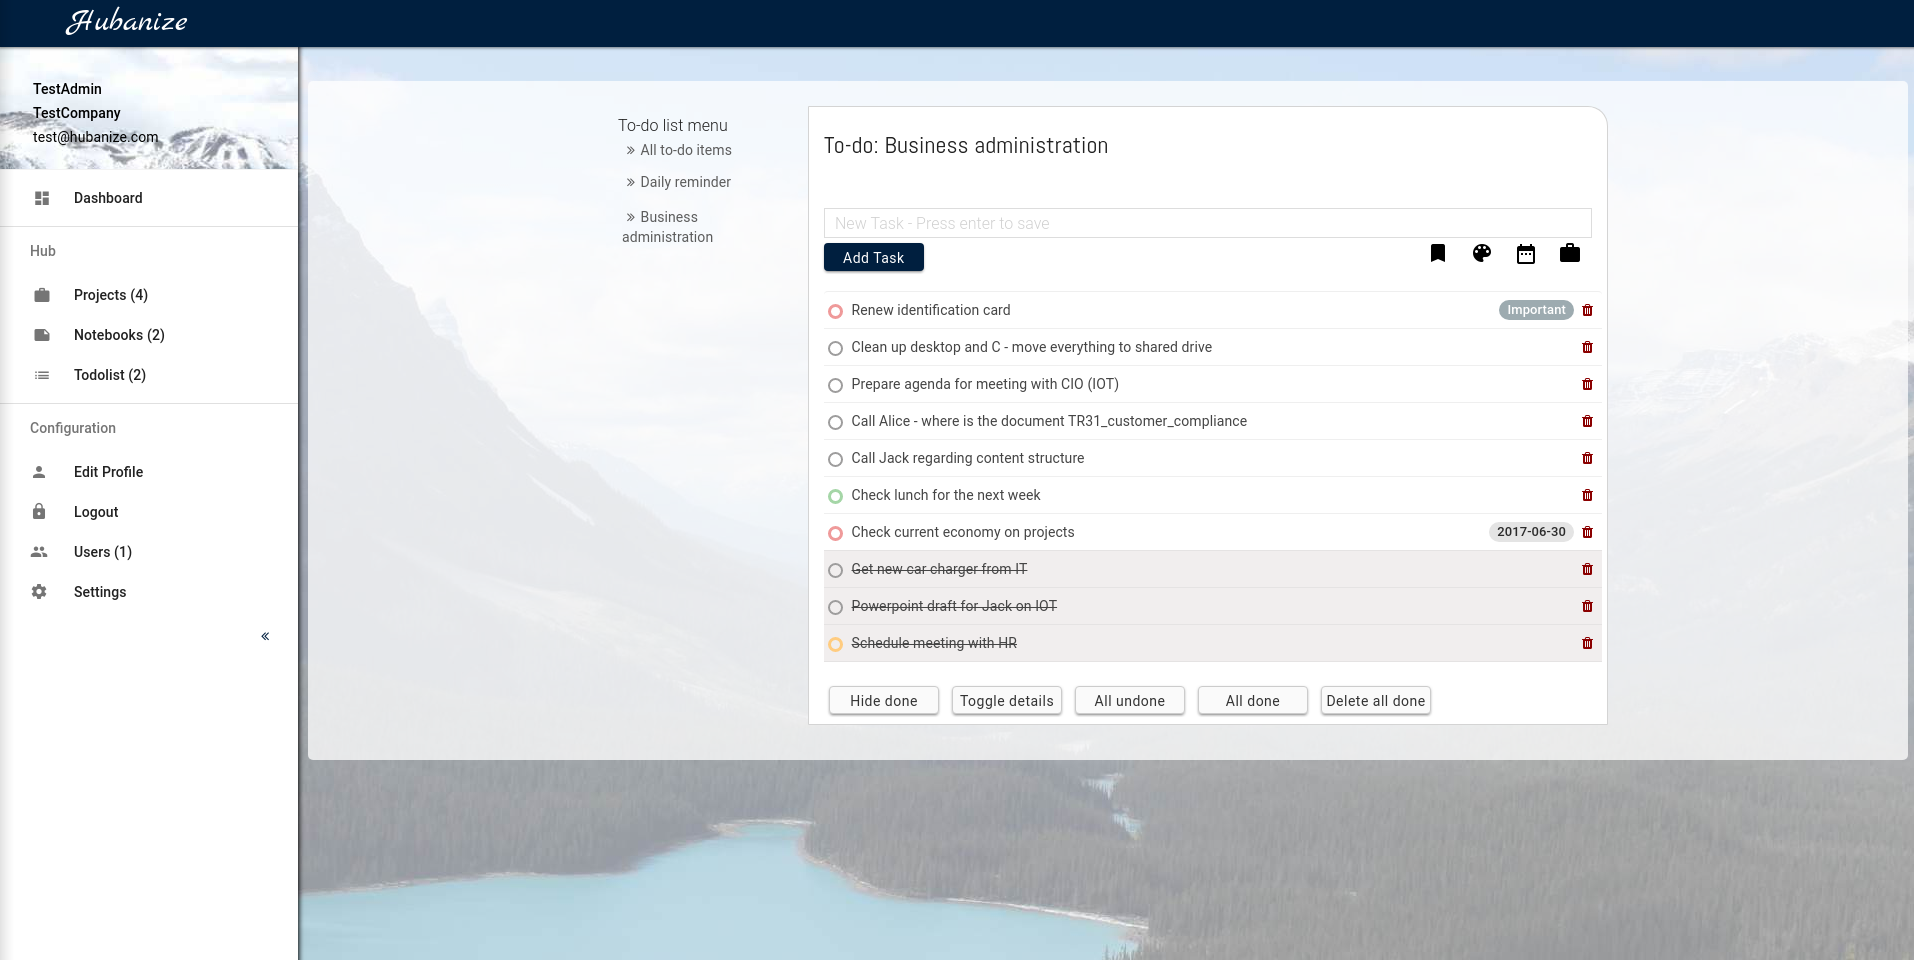 Hubanize
TestAdmin
TestCompany
test@hubanize.com
Dashboard
Hub
Projects (4)
Notebooks (2)
Todolist (2)
Configuration
Edit Profile
Logout
Users (1)
Settings
«
To-do list menu
» All to-do items
» Daily reminder
» Business
administration
To-do: Business administration
New Task - Press enter to save
Add Task
Renew identification card Important
Clean up desktop and C - move everything to shared drive
Prepare agenda for meeting with CIO (IOT)
Call Alice - where is the document TR31_customer_compliance
Call Jack regarding content structure
Check lunch for the next week
Check current economy on projects 2017-06-30
Get new car charger from IT
Powerpoint draft for Jack on IOT
Schedule meeting with HR
Hide done Toggle details All undone All done Delete all done